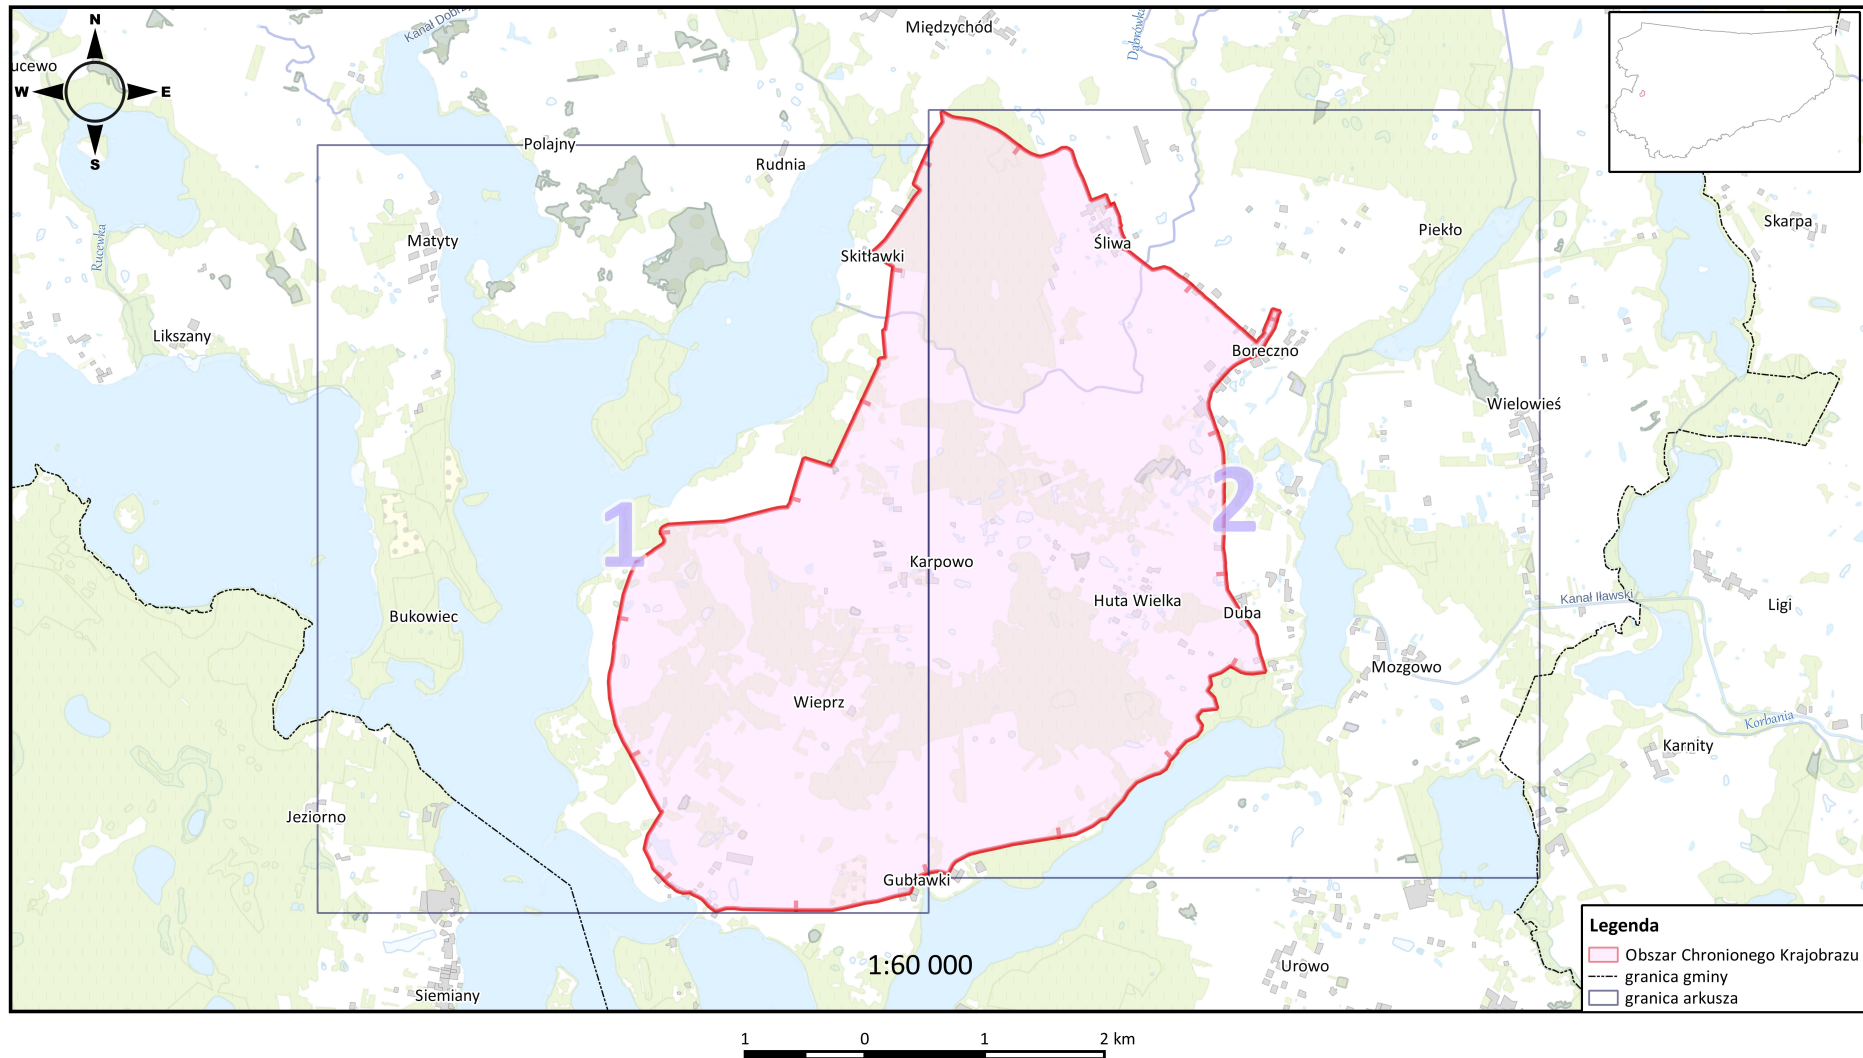 N
W
E
S
ucewo
Kanał Dobrzy
Międzychód
Dąbrówka
Polajny
Rudnia
Rucewka
Matyty
Skitławki
Śliwa
Piekło
Skarpa
Likszany
Boreczno
Wielowieś
1
2
Karpowo
Bukowiec
Huta Wielka
Duba
Kanał Iławski
Ligi
Mozgowo
Wieprz
Korbania
Karnity
Jeziorno
Gubławki
Siemiany
1:60 000
Urowo
Legenda
Obszar Chronionego Krajobrazu
granica gminy
granica arkusza
1 0 1 2 km